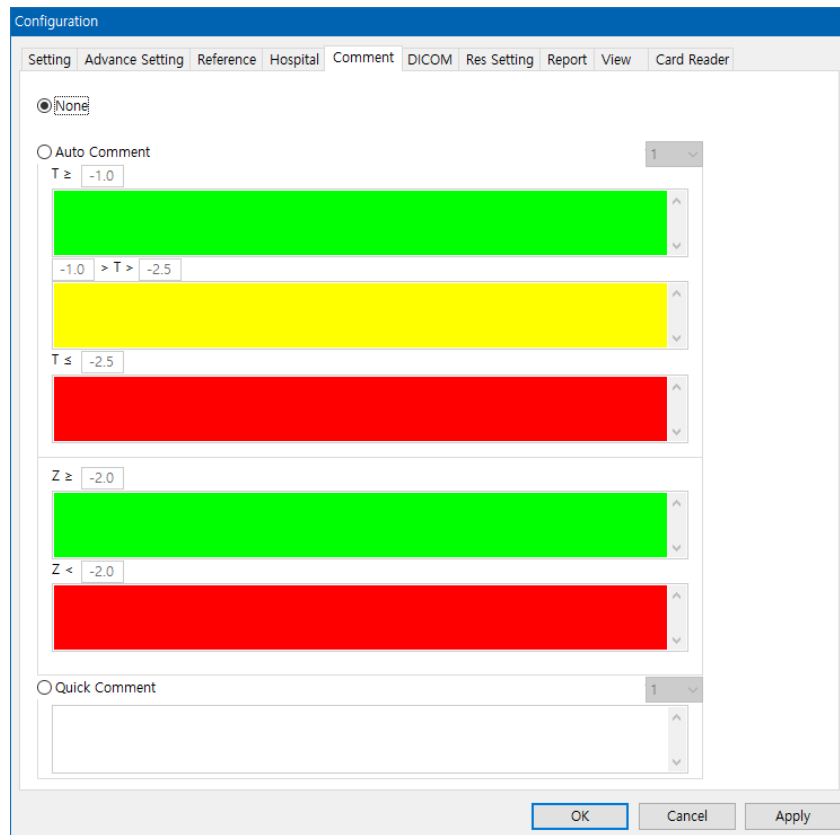 Configuration
Setting Advance Setting Reference Hospital Comment DICOM Res Setting Report View Card Reader
None
Auto Comment 1
T ≥ -1.0
-1.0 > T > -2.5
T ≤ -2.5
Z ≥ -2.0
Z < -2.0
Quick Comment 1
OK Cancel Apply